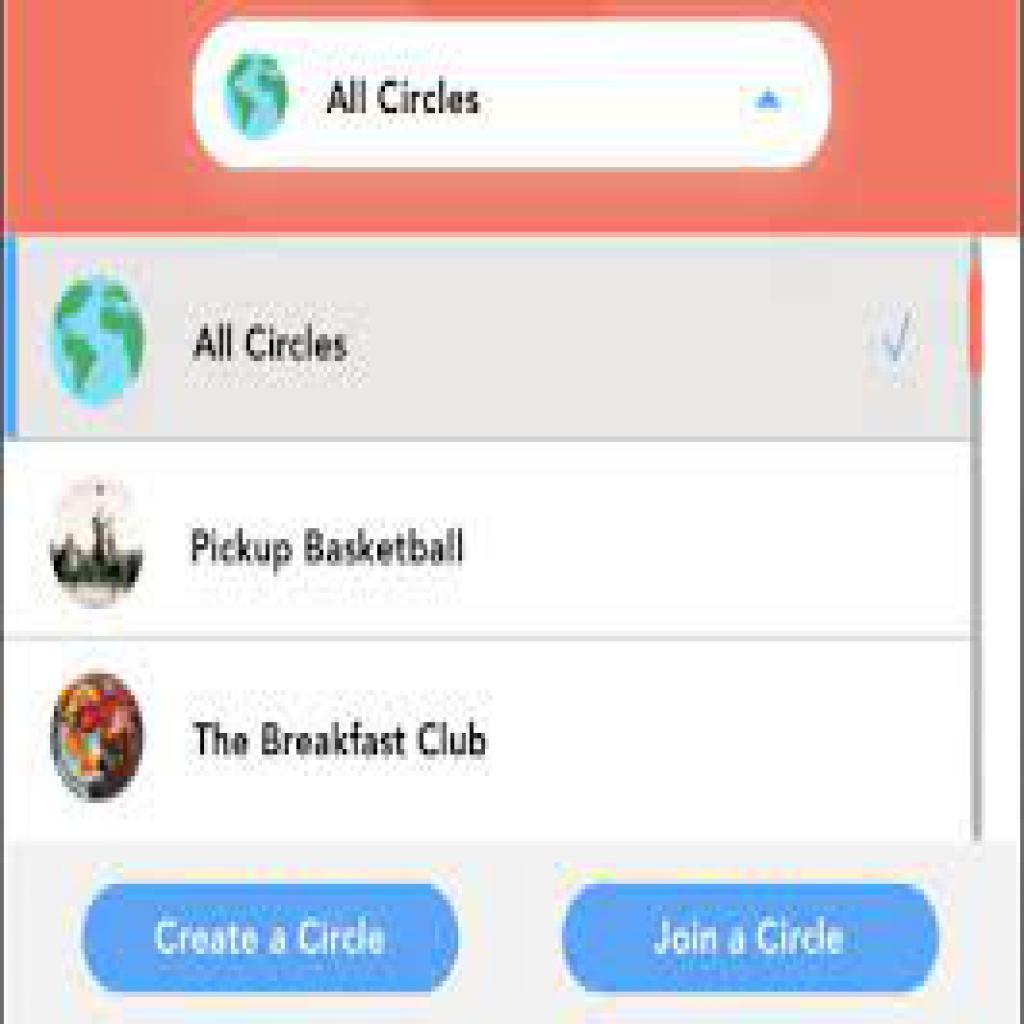 All Circles
All Circles
Pickup Basketball
The Breakfast Club
Create a Circle
Join a Circle